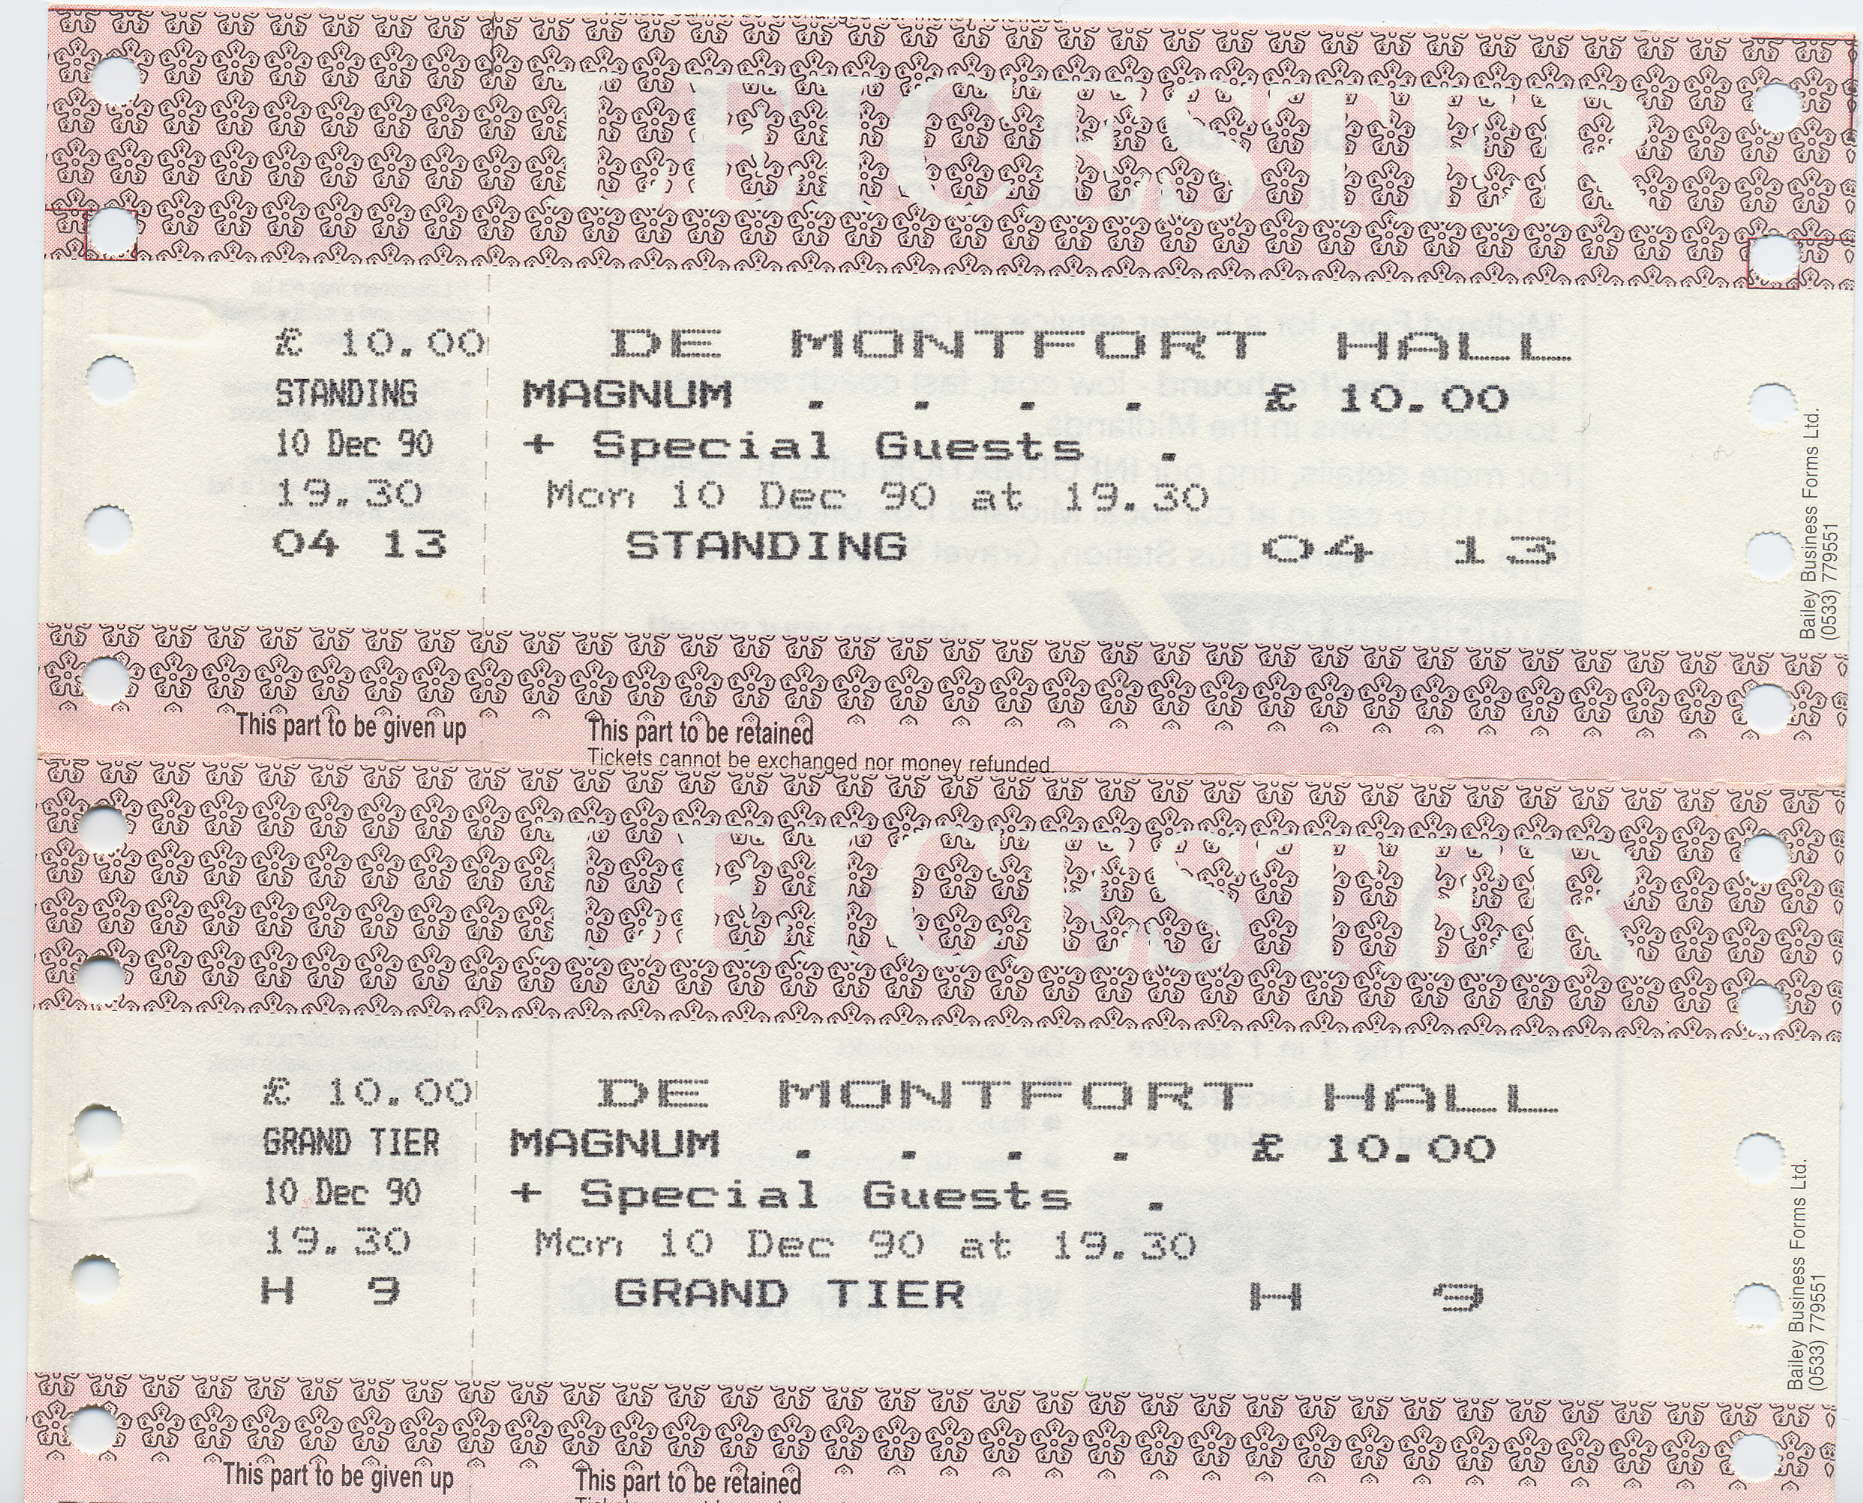 LEICESTER
£ 10.00 DE MONTFORT HALL
STANDING MAGNUM . . . . £ 10.00
10 Dec 90 + Special Guests .
19.30 Mon 10 Dec 90 at 19.30
04 13 STANDING 04 13
Bailey Business Forms Ltd.
(0533) 779551
This part to be given up This part to be retained
Tickets cannot be exchanged nor money refunded.
LEICESTER
£ 10.00 DE MONTFORT HALL
GRAND TIER MAGNUM . . . . £ 10.00
10 Dec 90 + Special Guests .
19.30 Mon 10 Dec 90 at 19.30
H 9 GRAND TIER H 9
Bailey Business Forms Ltd.
(0533) 779551
This part to be given up This part to be retained